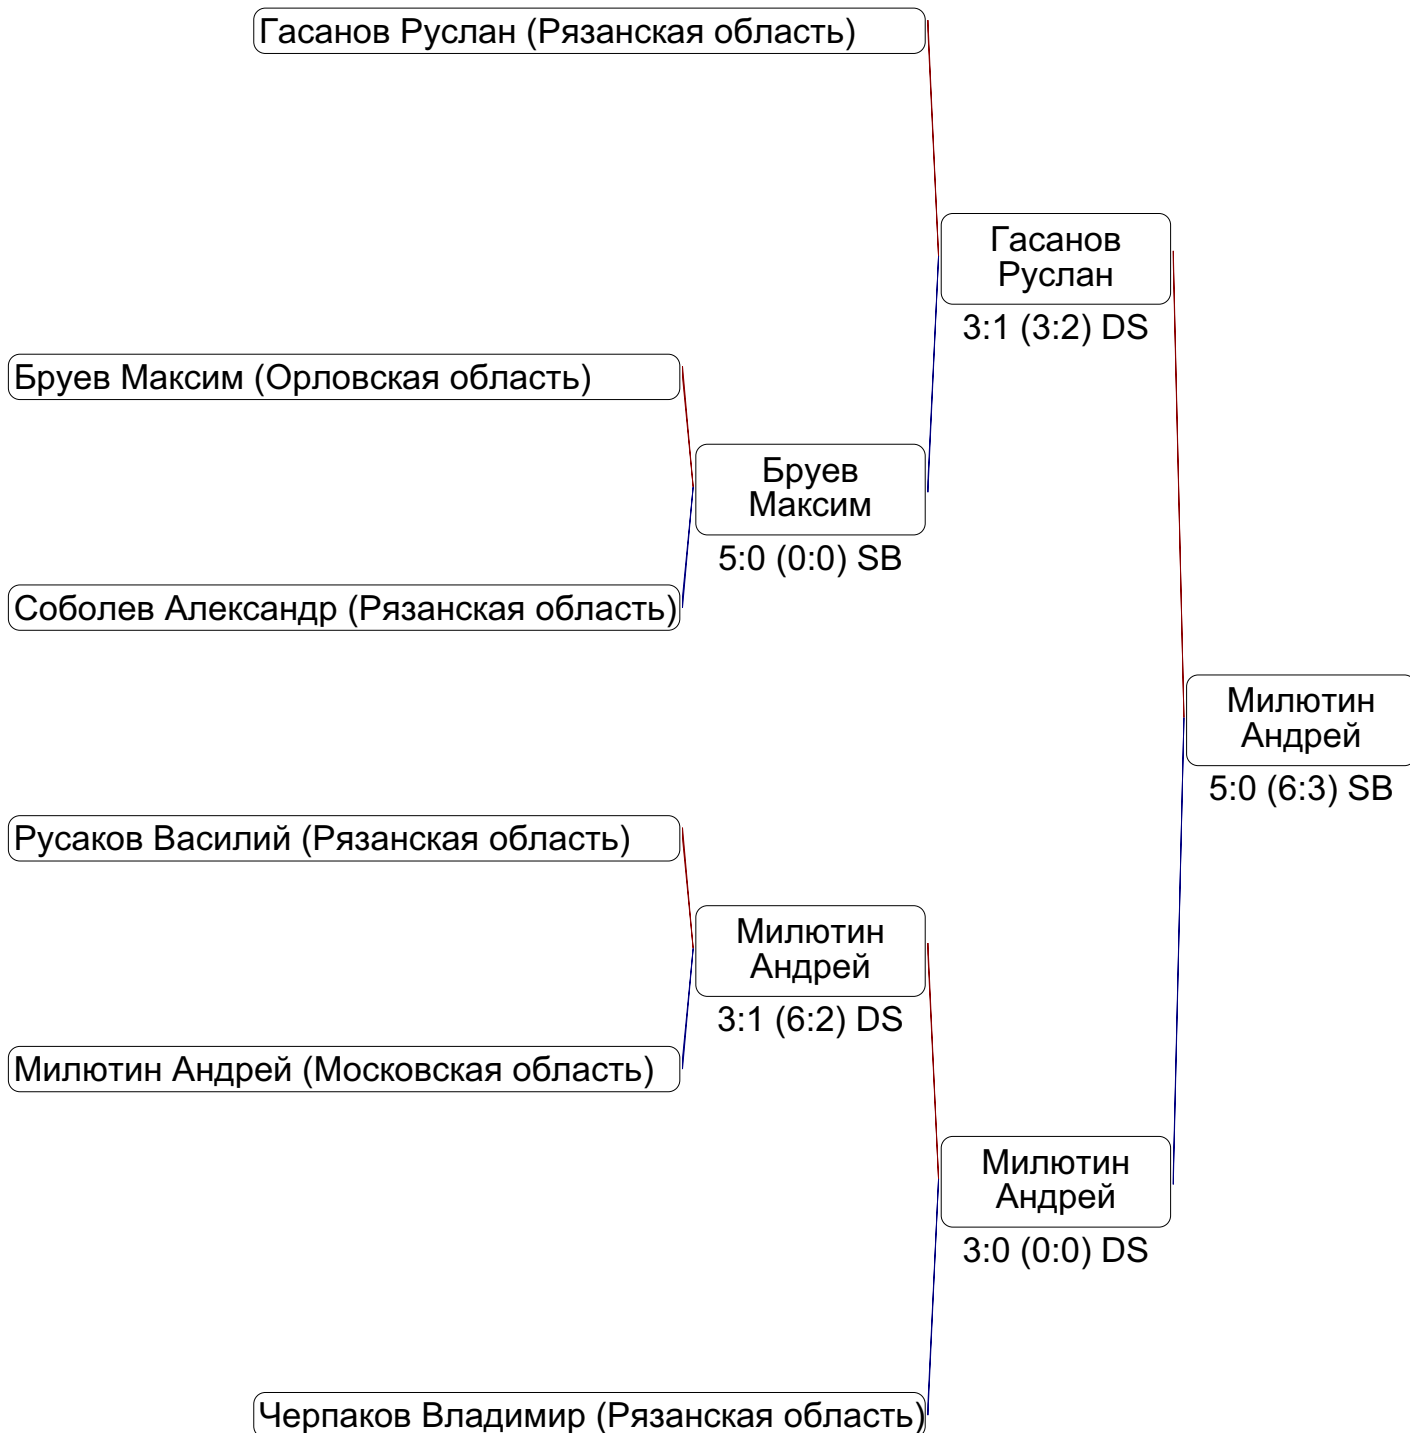 Гасанов Руслан (Рязанская область)
Гасанов
Руслан
3:1 (3:2) DS
Бруев Максим (Орловская область)
Бруев
Максим
5:0 (0:0) SB
Соболев Александр (Рязанская область)
Милютин
Андрей
5:0 (6:3) SB
Русаков Василий (Рязанская область)
Милютин
Андрей
3:1 (6:2) DS
Милютин Андрей (Московская область)
Милютин
Андрей
3:0 (0:0) DS
Черпаков Владимир (Рязанская область)